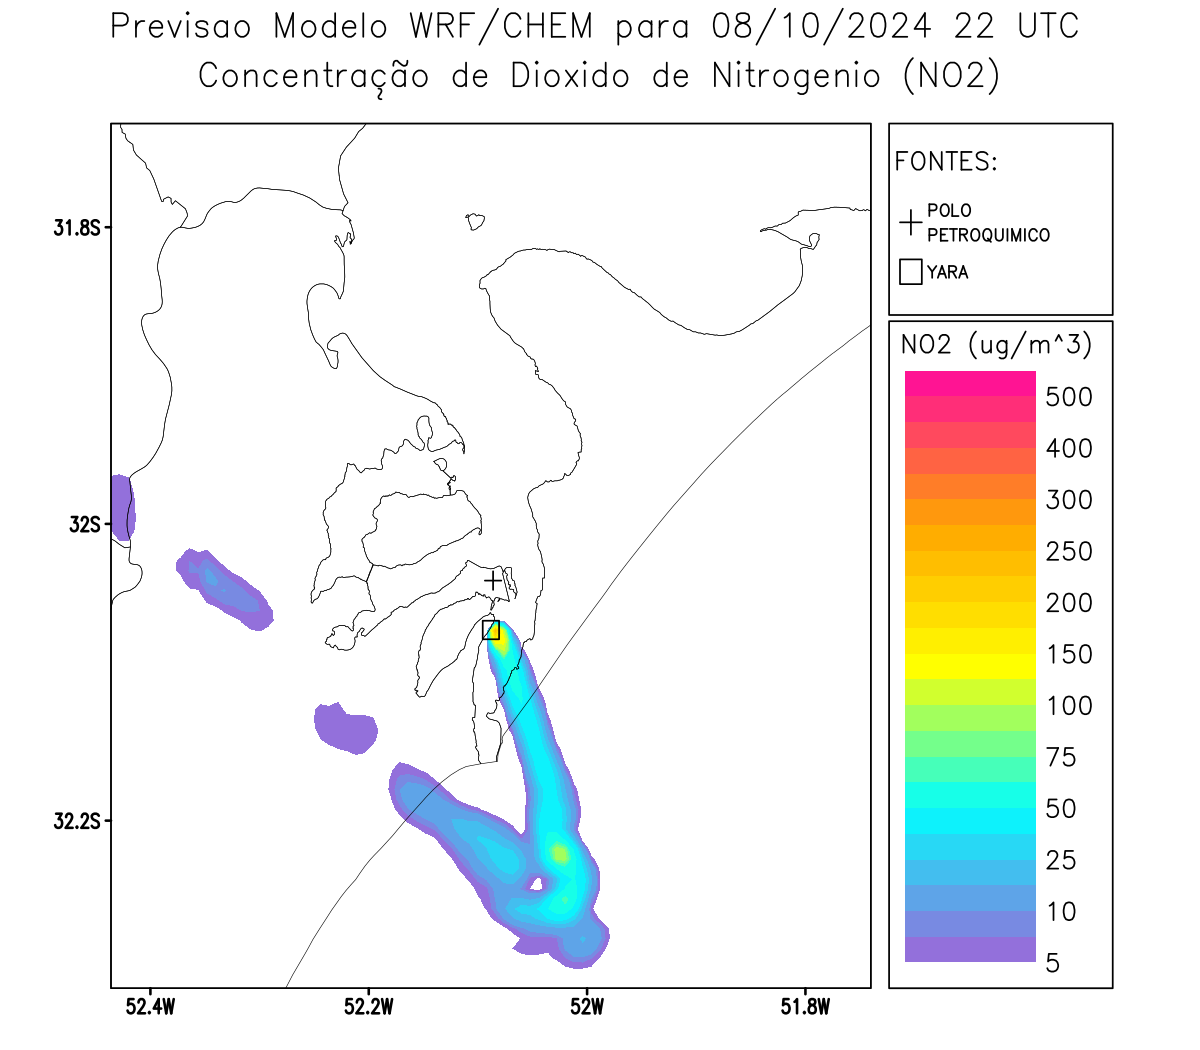 Previsao Modelo WRF/CHEM para 08/10/2024 22 UTC
Concentração de Dioxido de Nitrogenio (NO2)
FONTES:
POLO
PETROQUIMICO
YARA
NO2 (ug/m^3)
500
400
300
250
200
150
100
75
50
25
10
5
31.8S
32S
32.2S
52.4W
52.2W
52W
51.8W